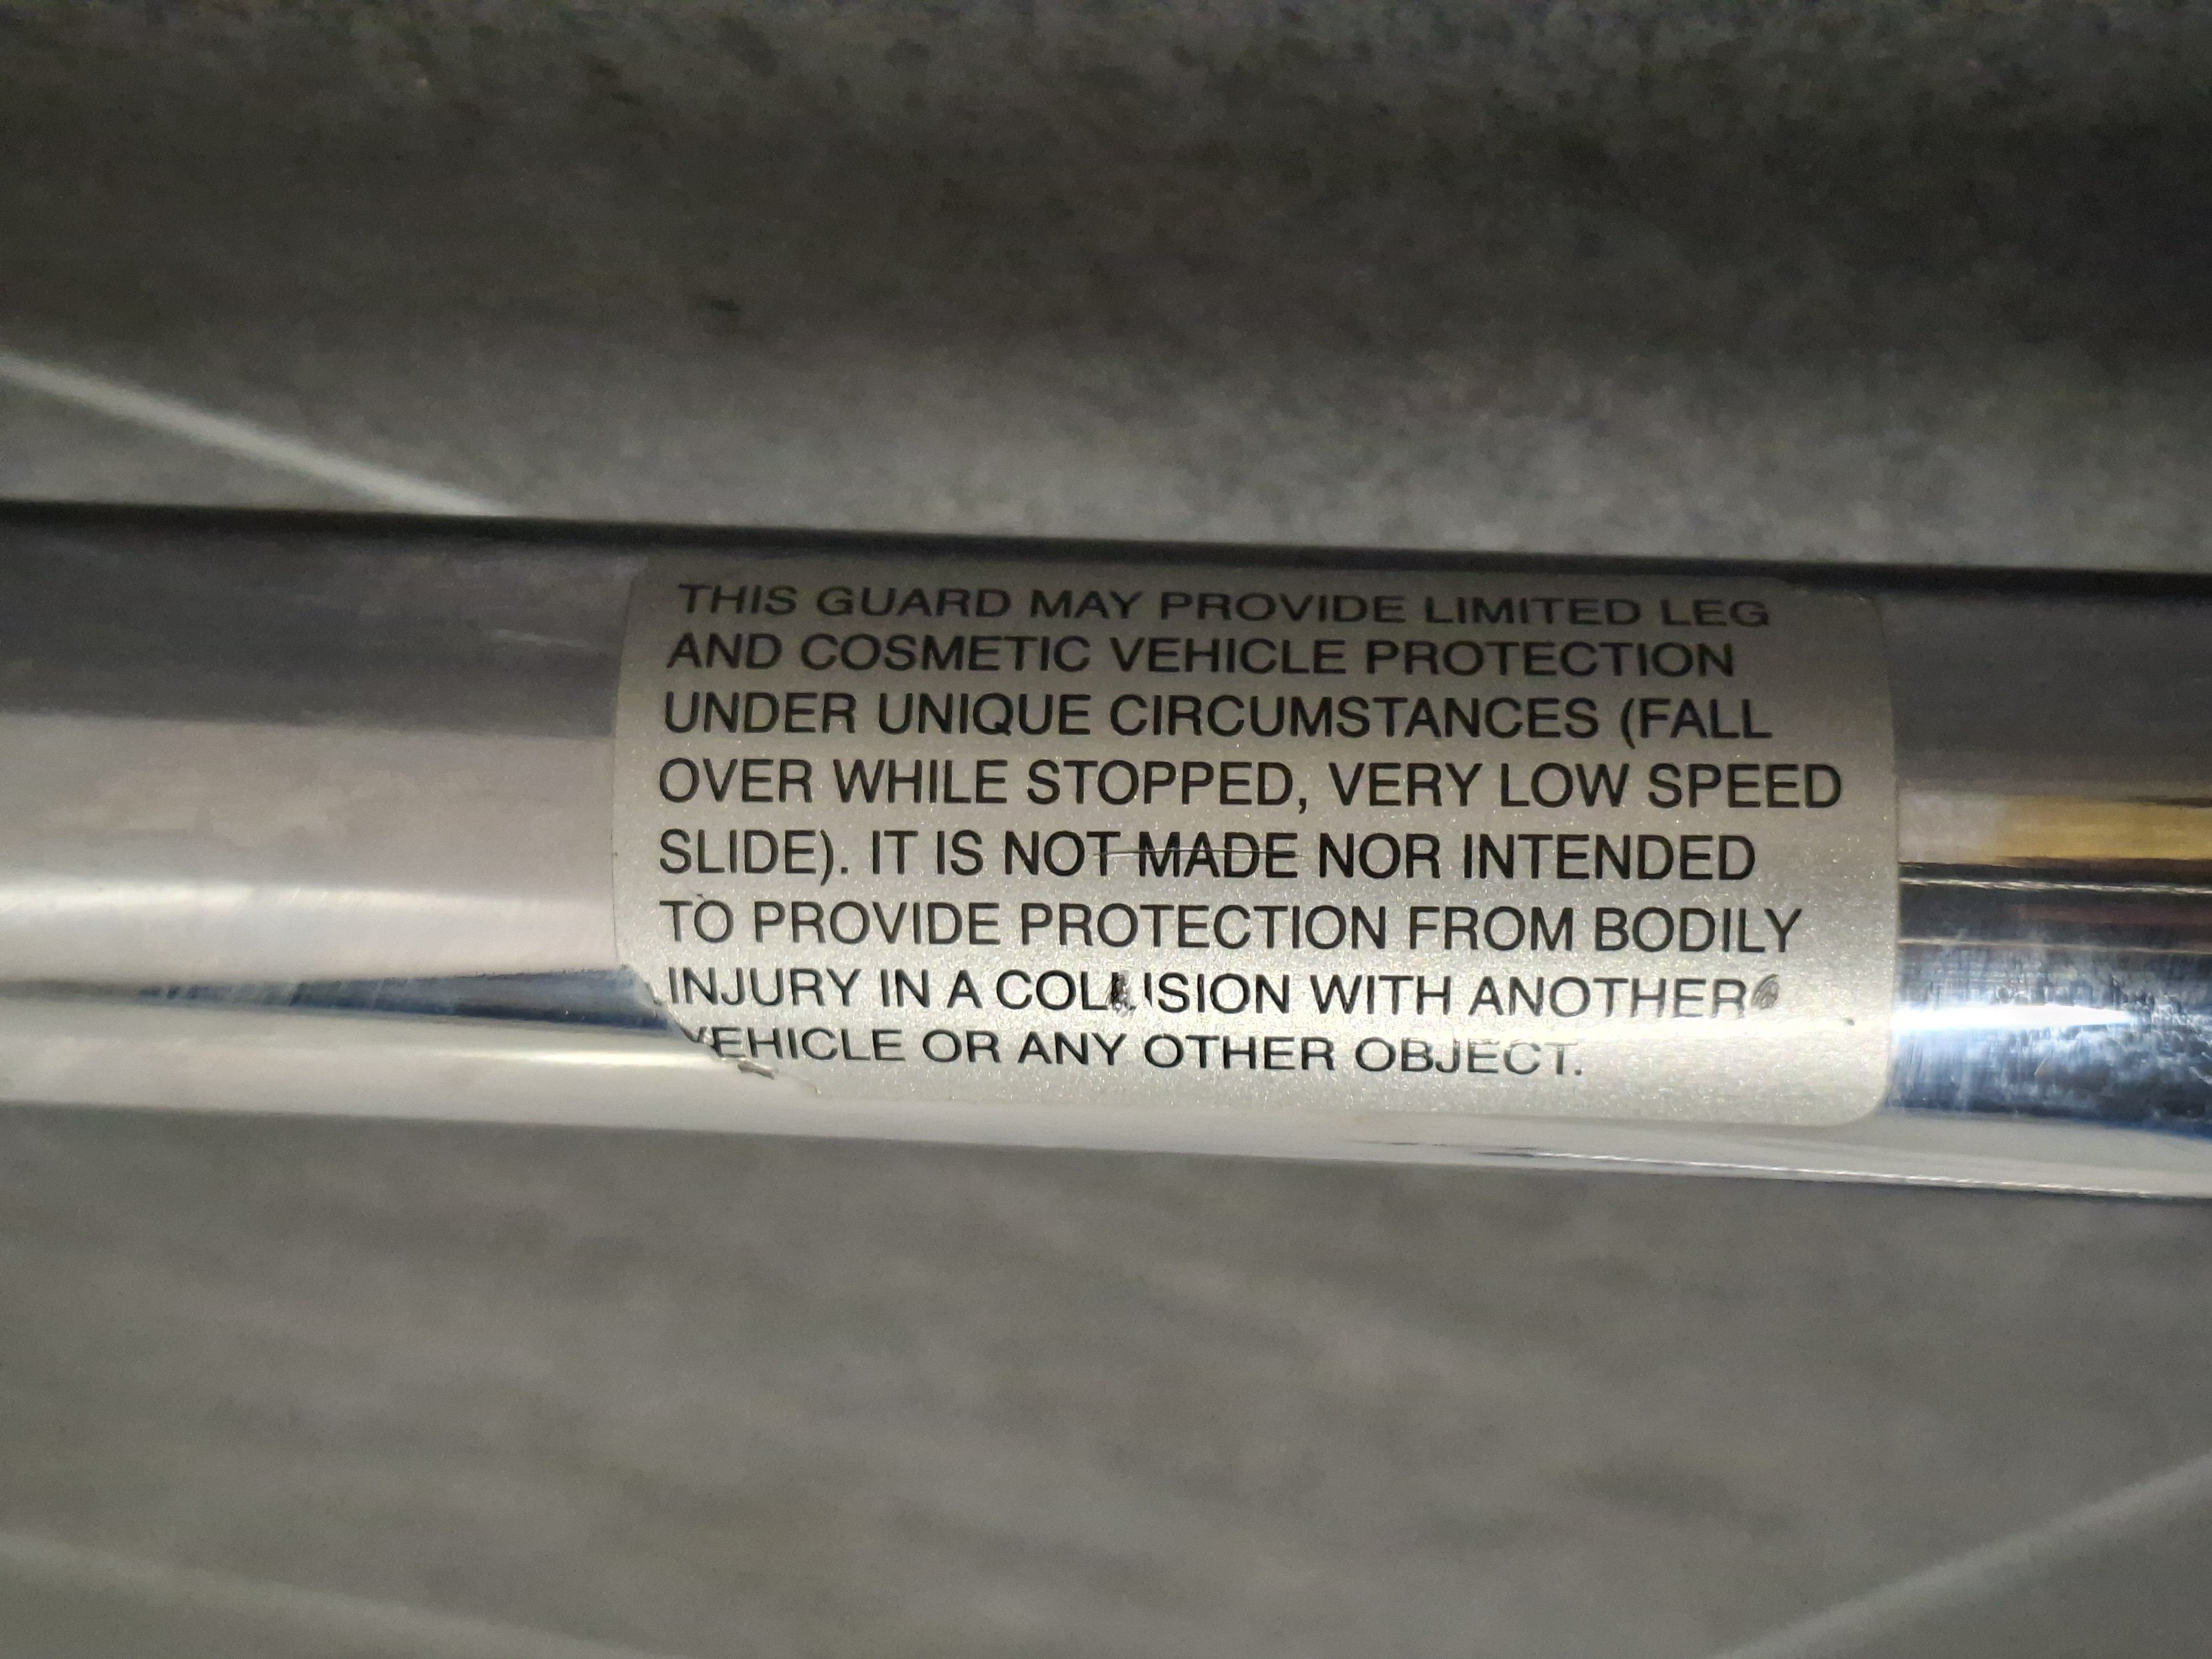 THIS GUARD MAY PROVIDE LIMITED LEG
AND COSMETIC VEHICLE PROTECTION
UNDER UNIQUE CIRCUMSTANCES (FALL
OVER WHILE STOPPED, VERY LOW SPEED
SLIDE). IT IS NOT MADE NOR INTENDED
TO PROVIDE PROTECTION FROM BODILY
INJURY IN A COLLISION WITH ANOTHER
VEHICLE OR ANY OTHER OBJECT.